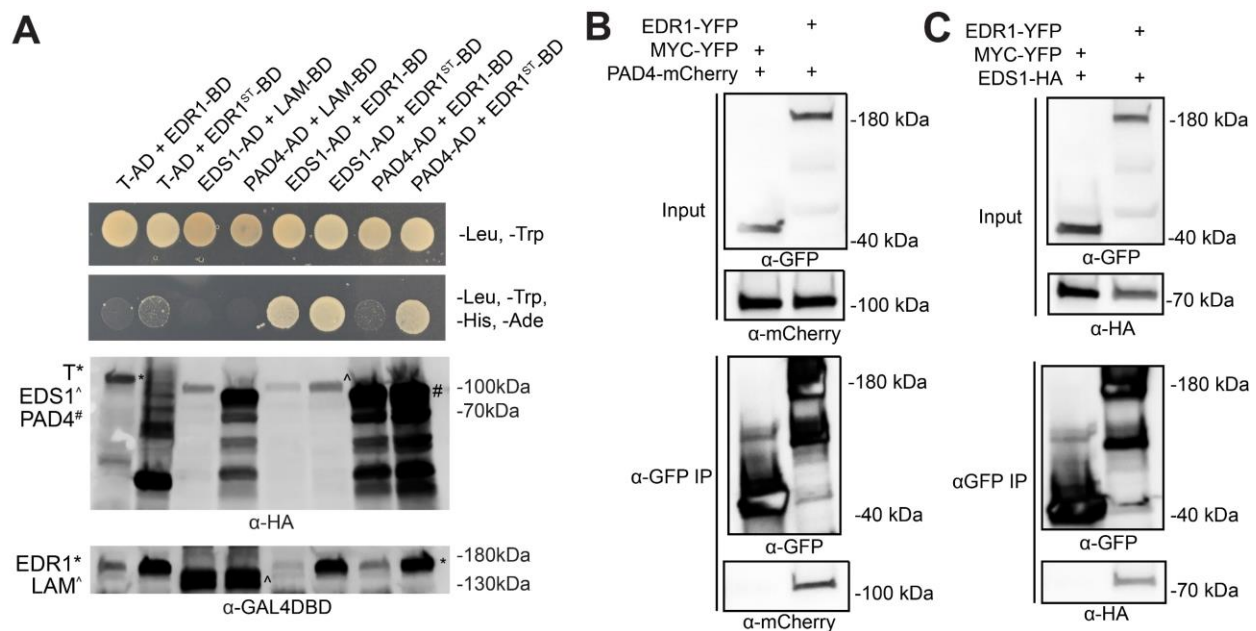 A
T-AD + EDR1-BD
T-AD + EDR1ST-BD
EDS1-AD + LAM-BD
PAD4-AD + LAM-BD
EDS1-AD + EDR1-BD
EDS1-AD + EDR1ST-BD
PAD4-AD + EDR1-BD
PAD4-AD + EDR1ST-BD
-Leu, -Trp
-Leu, -Trp,
-His, -Ade
T*
EDS1^
PAD4#
*
^
#
-100kDa
-70kDa
α-HA
EDR1*
LAM^
^
*
-180kDa
-130kDa
α-GAL4DBD
B
EDR1-YFP +
MYC-YFP +
PAD4-mCherry + +
Input
-180 kDa
-40 kDa
α-GFP
-100 kDa
α-mCherry
α-GFP IP
-180 kDa
-40 kDa
α-GFP
-100 kDa
α-mCherry
C
EDR1-YFP +
MYC-YFP +
EDS1-HA + +
Input
-180 kDa
-40 kDa
α-GFP
-70 kDa
α-HA
αGFP IP
-180 kDa
-40 kDa
α-GFP
-70 kDa
α-HA